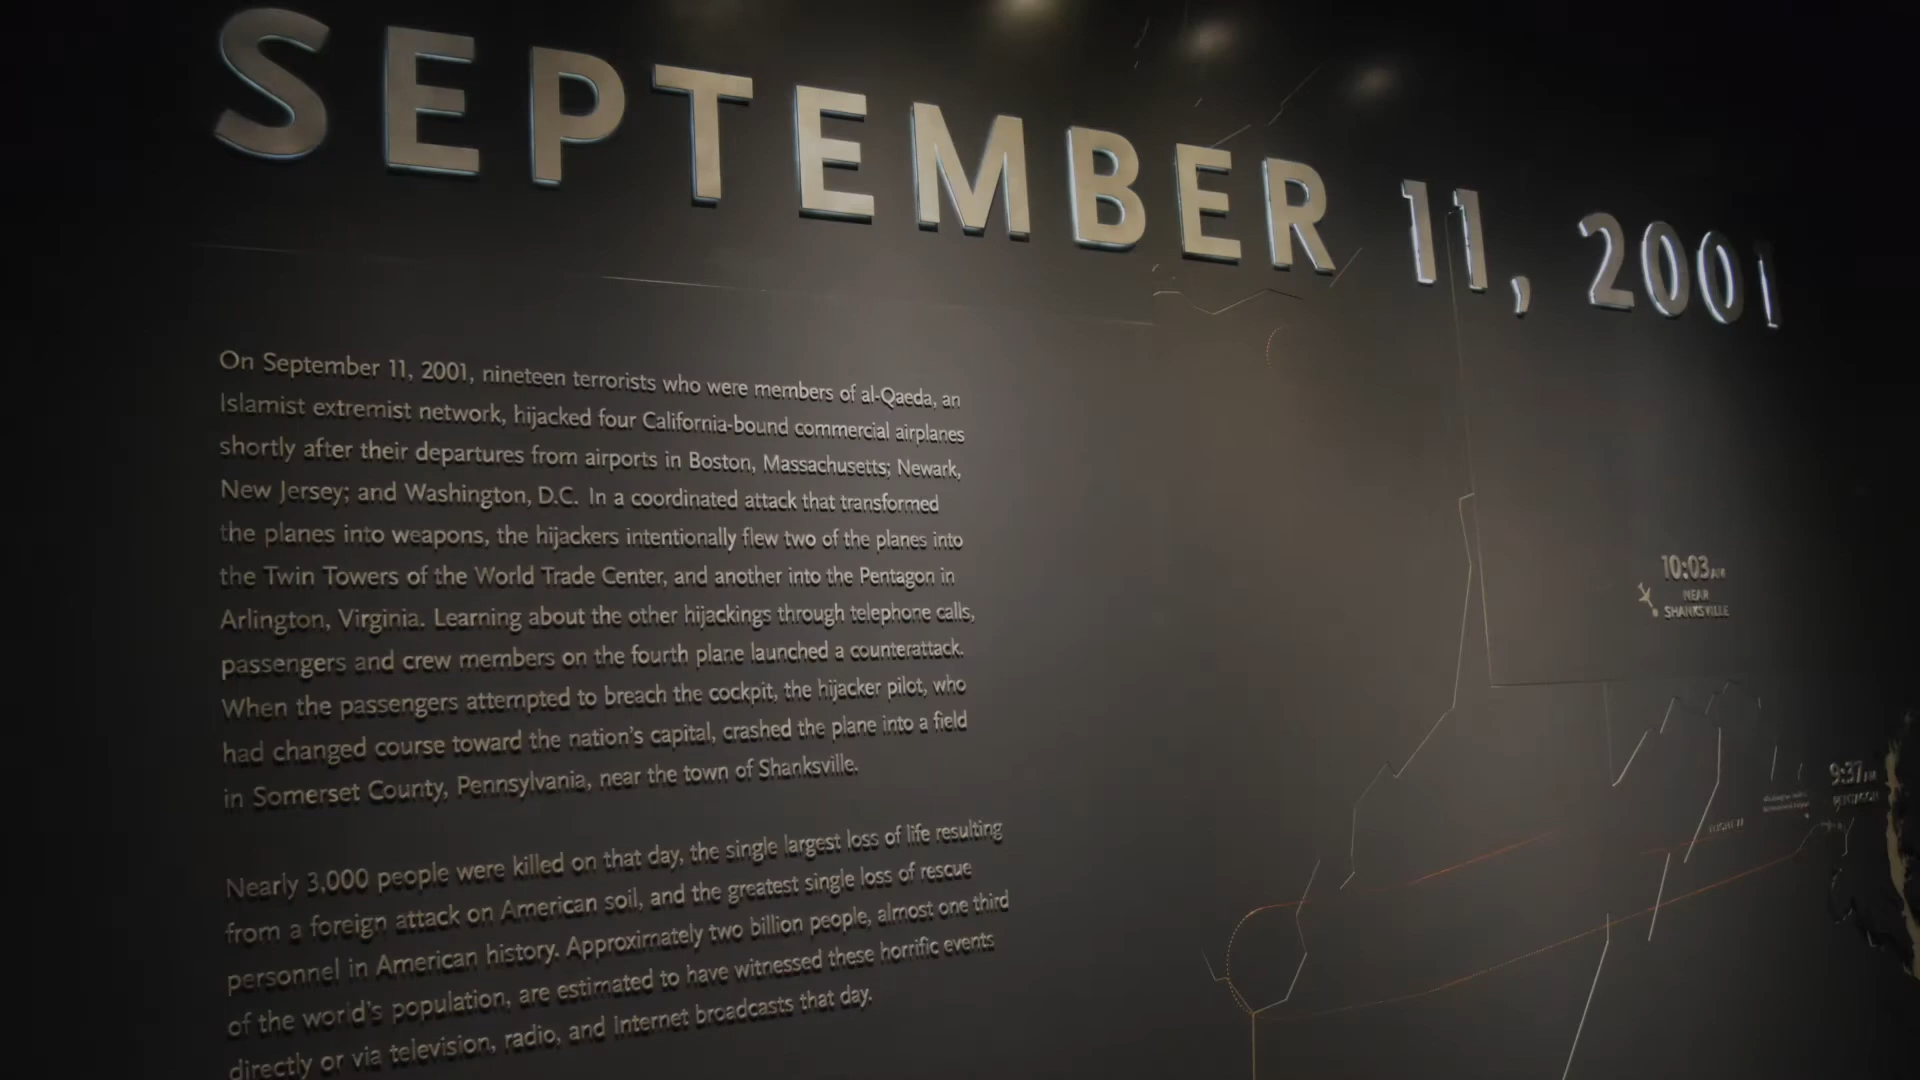 SEPTEMBER 11, 2001
On September 11, 2001, nineteen terrorists who were members of al-Qaeda, an
Islamist extremist network, hijacked four California-bound commercial airplanes
shortly after their departures from airports in Boston, Massachusetts; Newark,
New Jersey; and Washington, D.C. In a coordinated attack that transformed
the planes into weapons, the hijackers intentionally flew two of the planes into
the Twin Towers of the World Trade Center, and another into the Pentagon in
Arlington, Virginia. Learning about the other hijackings through telephone calls,
passengers and crew members on the fourth plane launched a counterattack.
When the passengers attempted to breach the cockpit, the hijacker pilot, who
had changed course toward the nation's capital, crashed the plane into a field
in Somerset County, Pennsylvania, near the town of Shanksville.
Nearly 3,000 people were killed on that day, the single largest loss of life resulting
from a foreign attack on American soil, and the greatest single loss of rescue
personnel in American history. Approximately two billion people, almost one third
of the world's population, are estimated to have witnessed these horrific events
directly or via television, radio, and Internet broadcasts that day.
10:03 AM
NEAR
SHANKSVILLE
9:37
PENTAGON